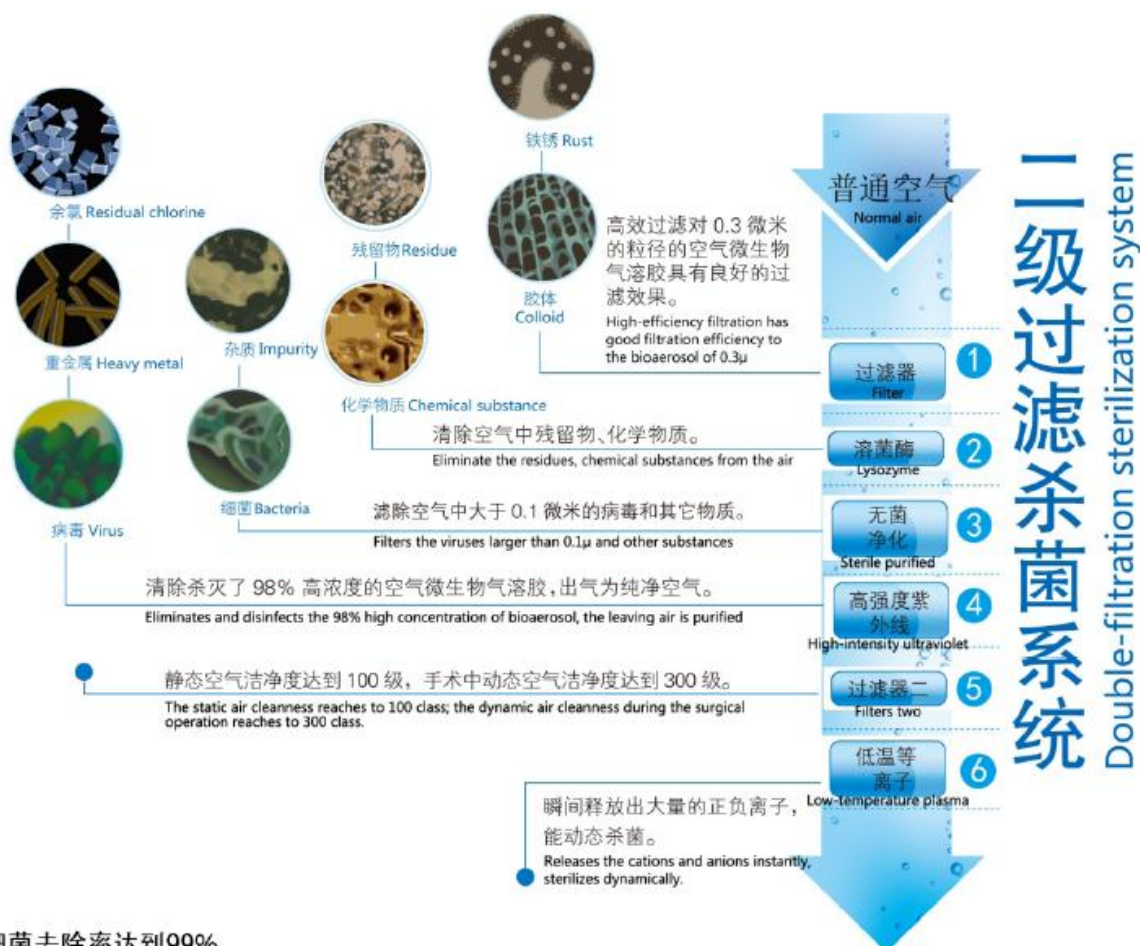 二级过滤杀菌系统
Double-filtration sterilization system
铁锈 Rust
余氯 Residual chlorine
残留物 Residue
胶体
Colloid
重金属 Heavy metal
杂质 Impurity
化学物质 Chemical substance
病毒 Virus
细菌 Bacteria
普通空气
Normal air
高效过滤对 0.3 微米
的粒径的空气微生物
气溶胶具有良好的过
滤效果。
High-efficiency filtration has
good filtration efficiency to
the bioaerosol of 0.3μ
过滤器
Filter
1
清除空气中残留物、化学物质。
Eliminate the residues, chemical substances from the air
溶菌酶
Lysozyme
2
滤除空气中大于 0.1 微米的病毒和其它物质。
Filters the viruses larger than 0.1μ and other substances
无菌
净化
Sterile purified
3
清除杀灭了 98% 高浓度的空气微生物气溶胶，出气为纯净空气。
Eliminates and disinfects the 98% high concentration of bioaerosol, the leaving air is purified
高强度紫
外线
High-intensity ultraviolet
4
静态空气洁净度达到 100 级，手术中动态空气洁净度达到 300 级。
The static air cleanness reaches to 100 class; the dynamic air cleanness during the surgical
operation reaches to 300 class.
过滤器二
Filters two
5
低温等
离子
Low-temperature plasma
6
瞬间释放出大量的正负离子，
能动态杀菌。
Releases the cations and anions instantly,
sterilizes dynamically.
菌去除率达到99%